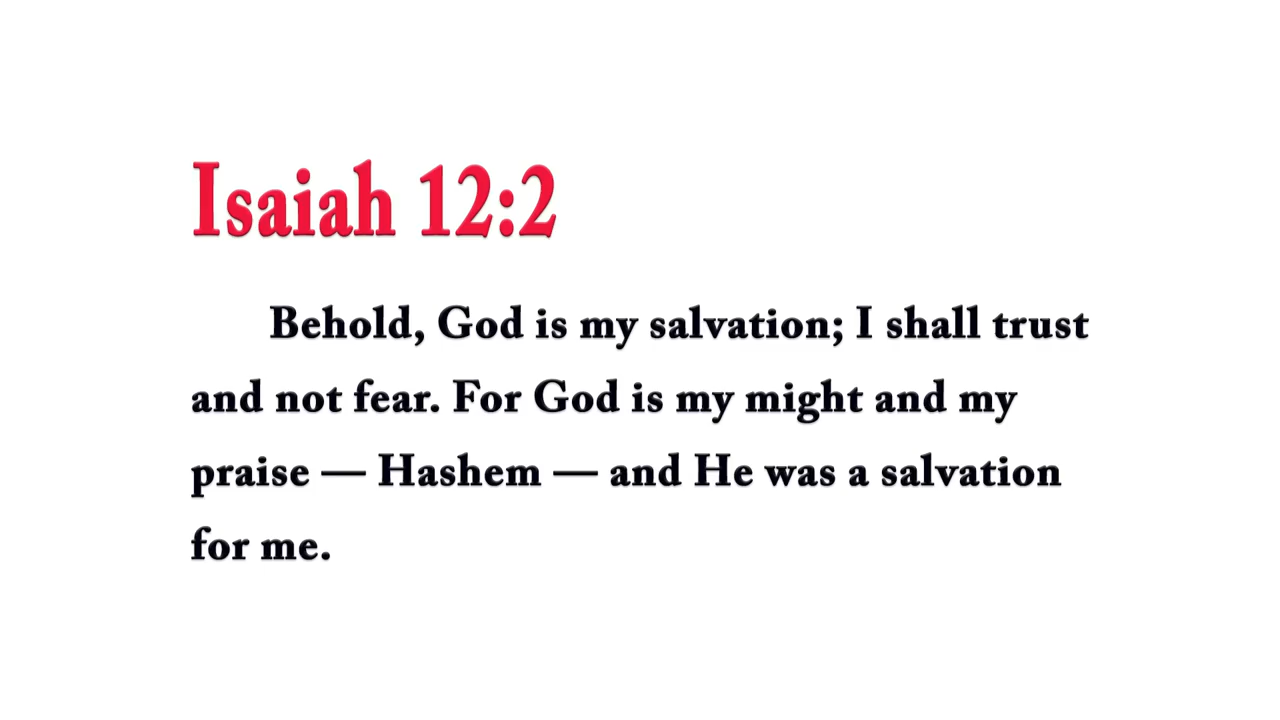 Isaiah 12:2
Behold, God is my salvation; I shall trust
and not fear. For God is my might and my
praise — Hashem — and He was a salvation
for me.